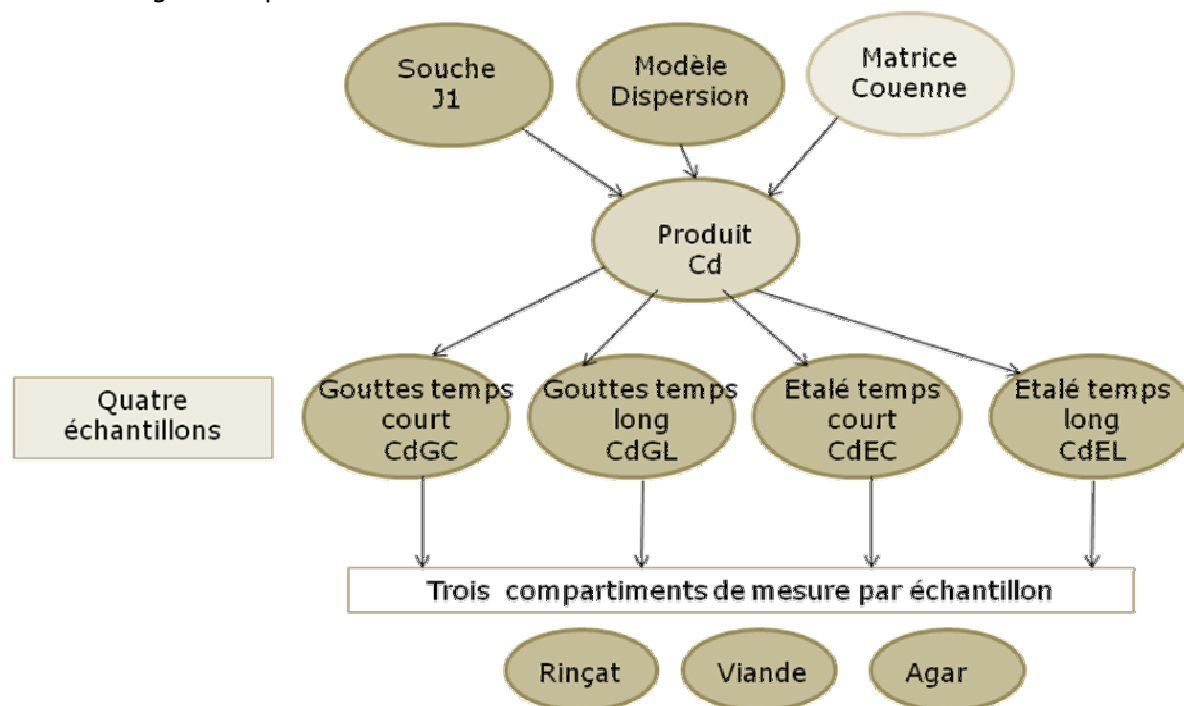 Souche
J1
Modèle
Dispersion
Matrice
Couenne
Produit
Cd
Quatre
échantillons
Gouttes temps
court
CdGC
Gouttes temps
long
CdGL
Etalé temps
court
CdEC
Etalé temps
long
CdEL
Trois compartiments de mesure par échantillon
Rinçat
Viande
Agar